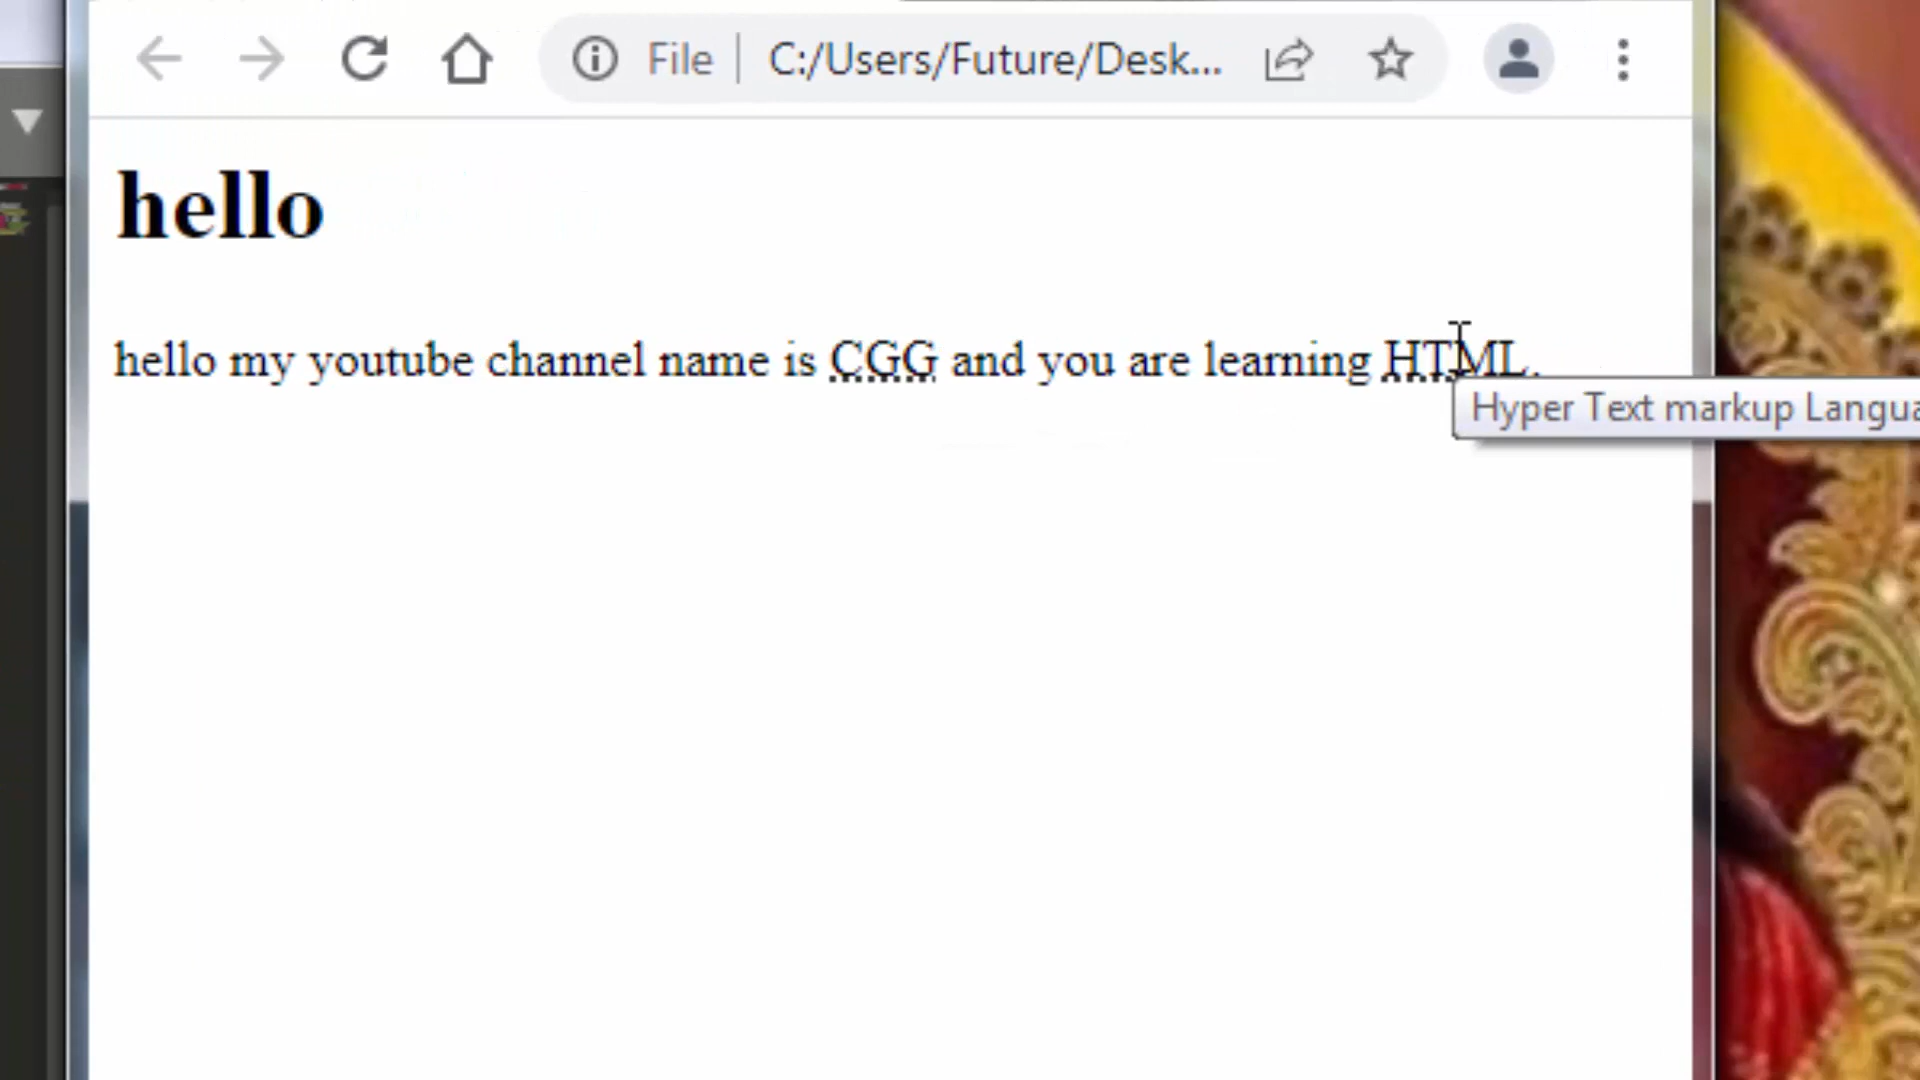 File C:/Users/Future/Desk...
hello
hello my youtube channel name is CGG and you are learning HTML.
Hyper Text markup Langua